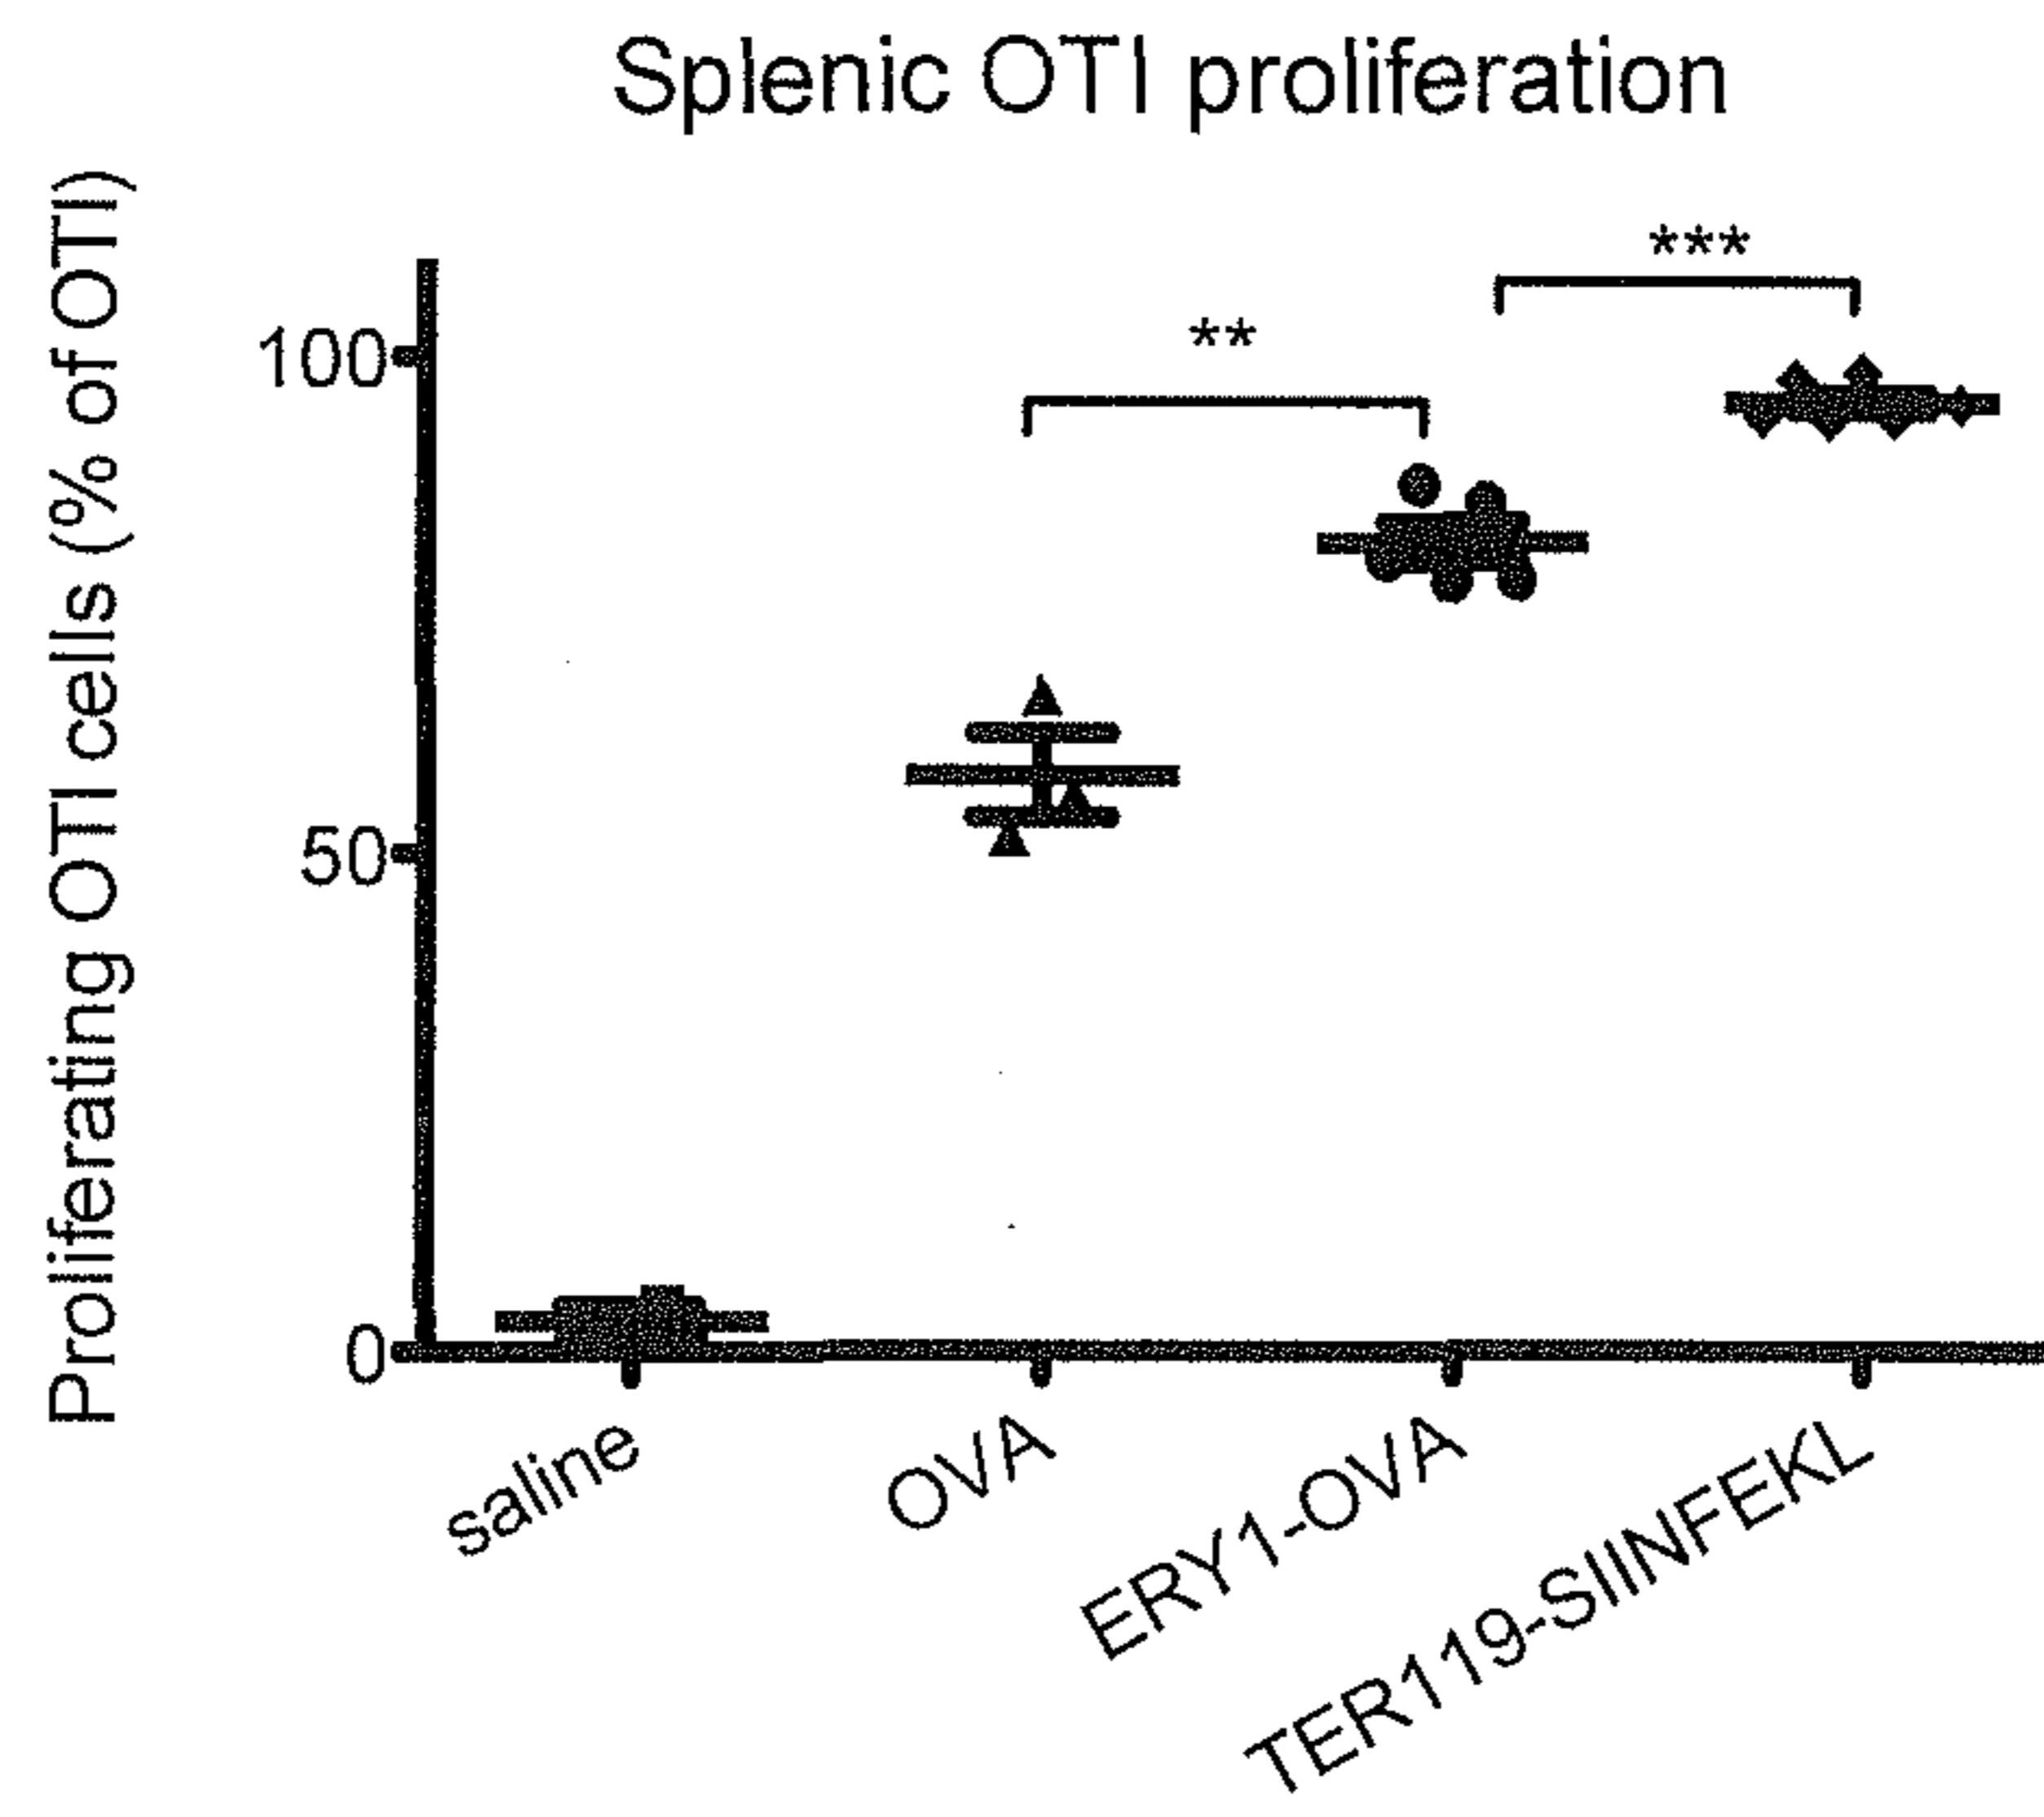 Splenic OTI proliferation
Proliferating OTI cells (% of OTI)
***
**
100
50
0
saline
OVA
ERY1-OVA
TER119-SIINFEKL